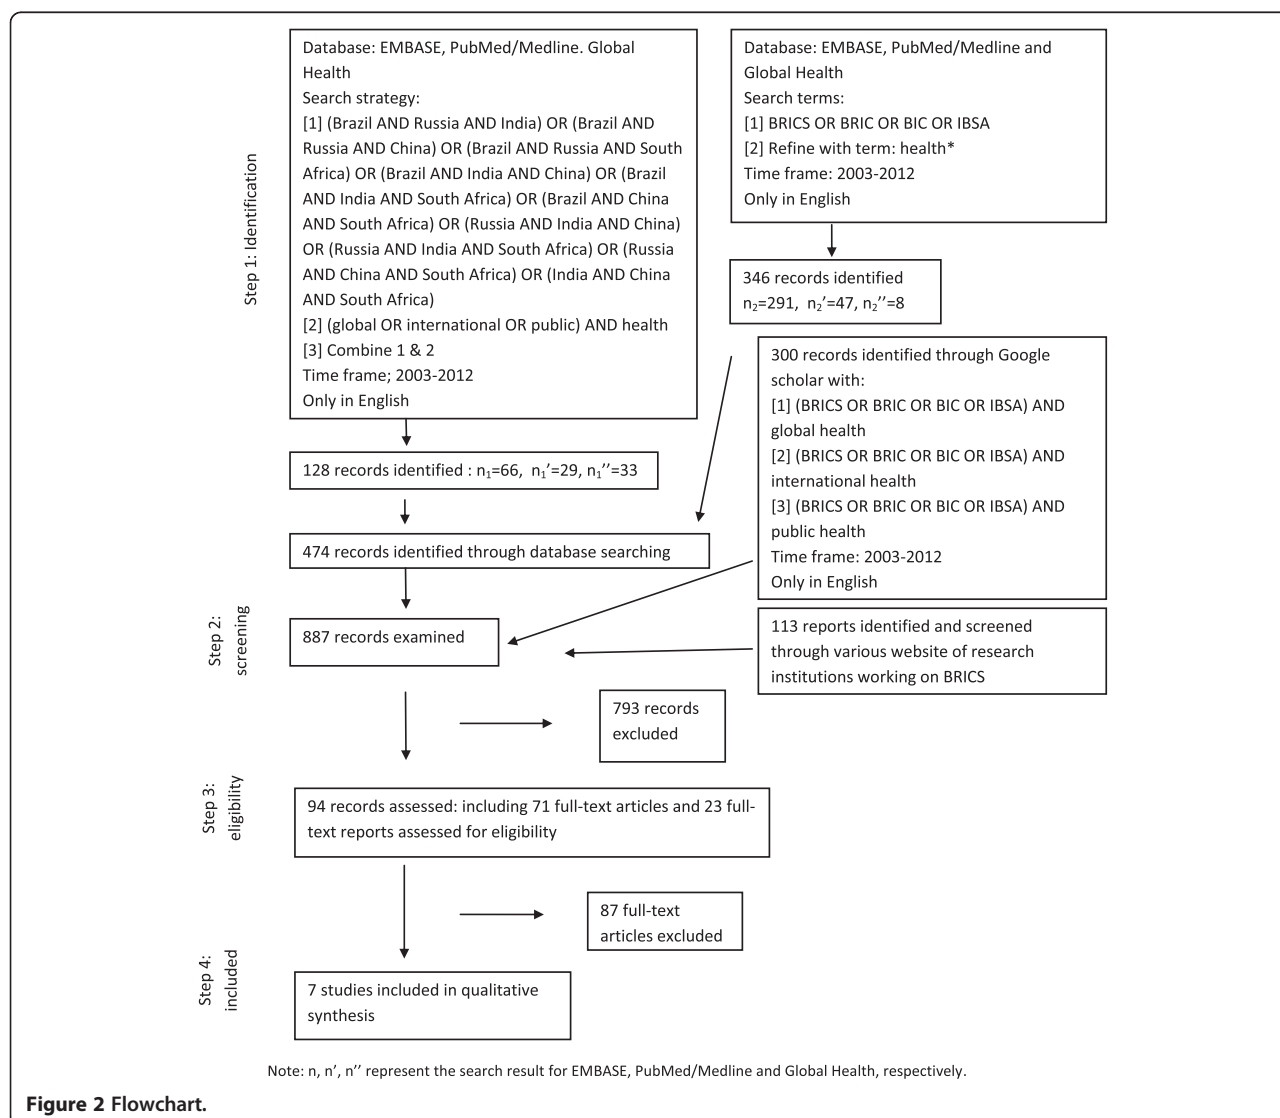 Database: EMBASE, PubMed/Medline. Global
Health
Search strategy:
[1] (Brazil AND Russia AND India) OR (Brazil AND
Russia AND China) OR (Brazil AND Russia AND South
Africa) OR (Brazil AND India AND China) OR (Brazil
AND India AND South Africa) OR (Brazil AND China
AND South Africa) OR (Russia AND India AND China)
OR (Russia AND India AND South Africa) OR (Russia
AND China AND South Africa) OR (India AND China
AND South Africa)
[2] (global OR international OR public) AND health
[3] Combine 1 & 2
Time frame; 2003-2012
Only in English
Database: EMBASE, PubMed/Medline and
Global Health
Search terms:
[1] BRICS OR BRIC OR BIC OR IBSA
[2] Refine with term: health*
Time frame: 2003-2012
Only in English
Step 1: Identification
346 records identified
n₂=291, n₂’=47, n₂’’=8
300 records identified through Google
scholar with:
[1] (BRICS OR BRIC OR BIC OR IBSA) AND
global health
[2] (BRICS OR BRIC OR BIC OR IBSA) AND
international health
[3] (BRICS OR BRIC OR BIC OR IBSA) AND
public health
Time frame: 2003-2012
Only in English
128 records identified : n₁=66, n₁’=29, n₁’’=33
474 records identified through database searching
Step 2:
screening
887 records examined
113 reports identified and screened
through various website of research
institutions working on BRICS
793 records
excluded
Step 3:
eligibility
94 records assessed: including 71 full-text articles and 23 full-
text reports assessed for eligibility
87 full-text
articles excluded
Step 4:
included
7 studies included in qualitative
synthesis
Note: n, n’, n’’ represent the search result for EMBASE, PubMed/Medline and Global Health, respectively.
Figure 2 Flowchart.